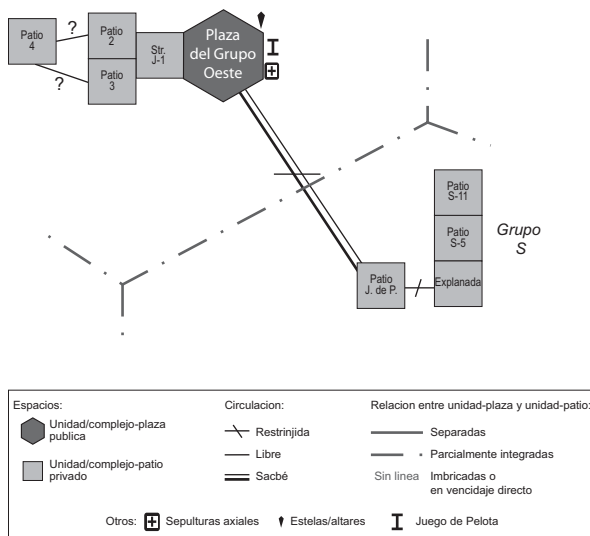 Patio
4
?
?
Patio
2
Patio
3
Str.
J-1
Plaza
del Grupo
Oeste
Patio
S-11
Patio
S-5
Explanada
Grupo
S
Patio
J. de P.
Espacios:
Unidad/complejo-plaza
publica
Unidad/complejo-patio
privado
Circulacion:
Restrinjida
Libre
Sacbé
Relacion entre unidad-plaza y unidad-patio:
Separadas
Parcialmente integradas
Sin linea
Imbricadas o
en vencidaje directo
Otros:
Sepulturas axiales
Estelas/altares
Juego de Pelota